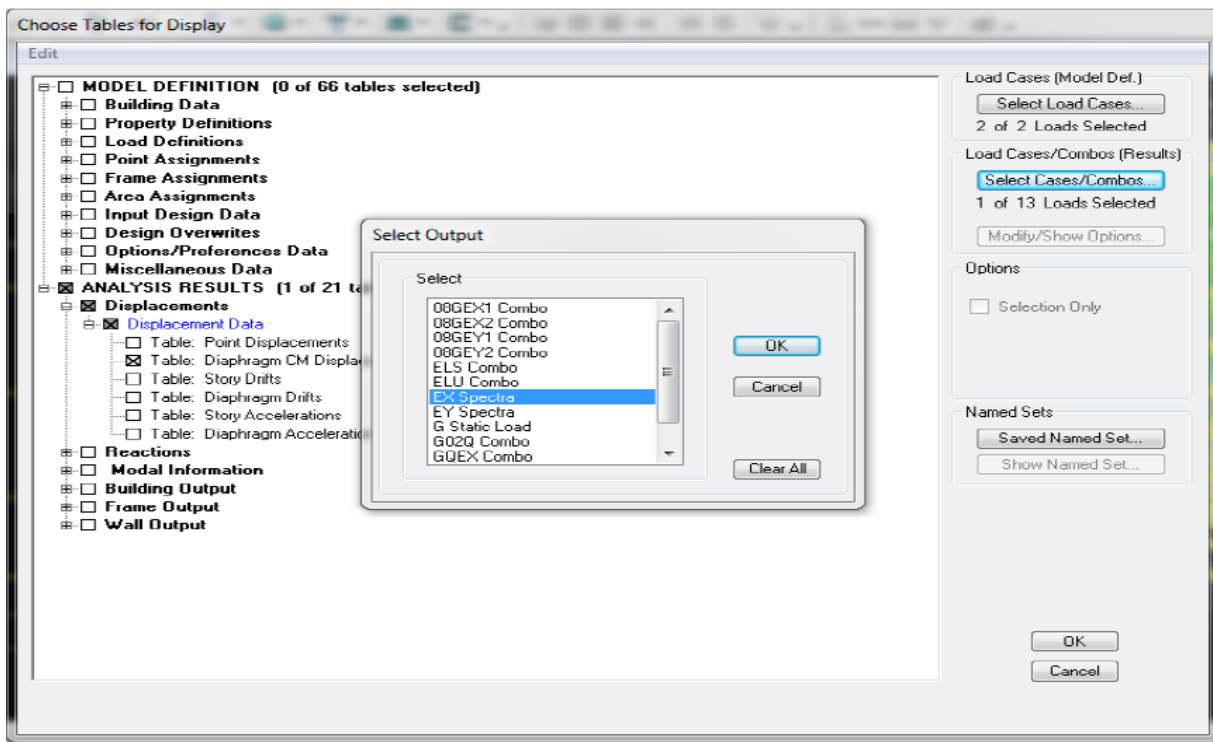 Choose Tables for Display
Edit
MODEL DEFINITION (0 of 66 tables selected)
Building Data
Property Definitions
Load Definitions
Point Assignments
Frame Assignments
Area Assignments
Input Design Data
Design Overwrites
Options/Preferences Data
Miscellaneous Data
ANALYSIS RESULTS (1 of 21 ta
Displacements
Displacement Data
Table: Point Displacements
Table: Diaphragm CM Displa
Table: Story Drifts
Table: Diaphragm Drifts
Table: Story Accelerations
Table: Diaphragm Acceleratio
Reactions
Modal Information
Building Output
Frame Output
Wall Output
Select Output
Select
08GEX1 Combo
08GEX2 Combo
08GEY1 Combo
08GEY2 Combo
ELS Combo
ELU Combo
EX Spectra
EY Spectra
G Static Load
G02Q Combo
GQEX Combo
OK
Cancel
Clear All
Load Cases (Model Def.)
Select Load Cases...
2 of 2 Loads Selected
Load Cases/Combos (Results)
Select Cases/Combos...
1 of 13 Loads Selected
Modify/Show Options...
Options
Selection Only
Named Sets
Saved Named Set...
Show Named Set...
OK
Cancel